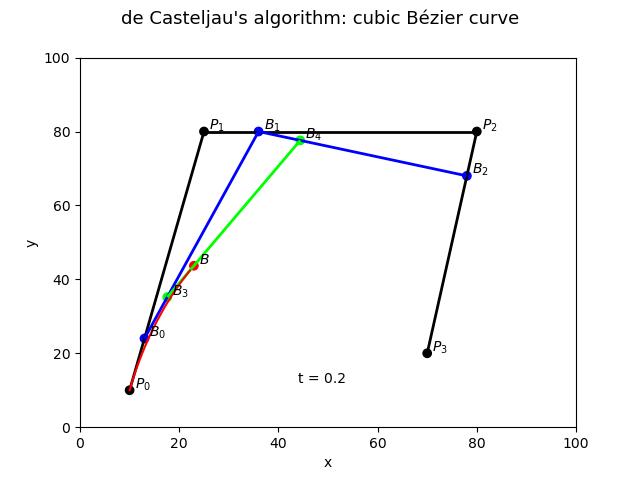 de Casteljau's algorithm: cubic Bézier curve
100
80
60
40
20
0
y
P₁
B₁
B₄
P₂
B₂
B
B₃
B₀
P₃
P₀
t = 0.2
0 20 40 60 80 100
x